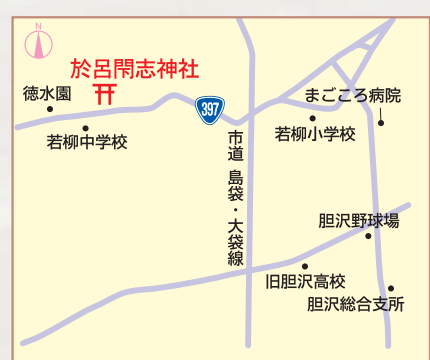 N
於呂閇志神社
徳水園
397
まごころ病院
若柳中学校
若柳小学校
市道 島袋・大袋線
胆沢野球場
旧胆沢高校
胆沢総合支所